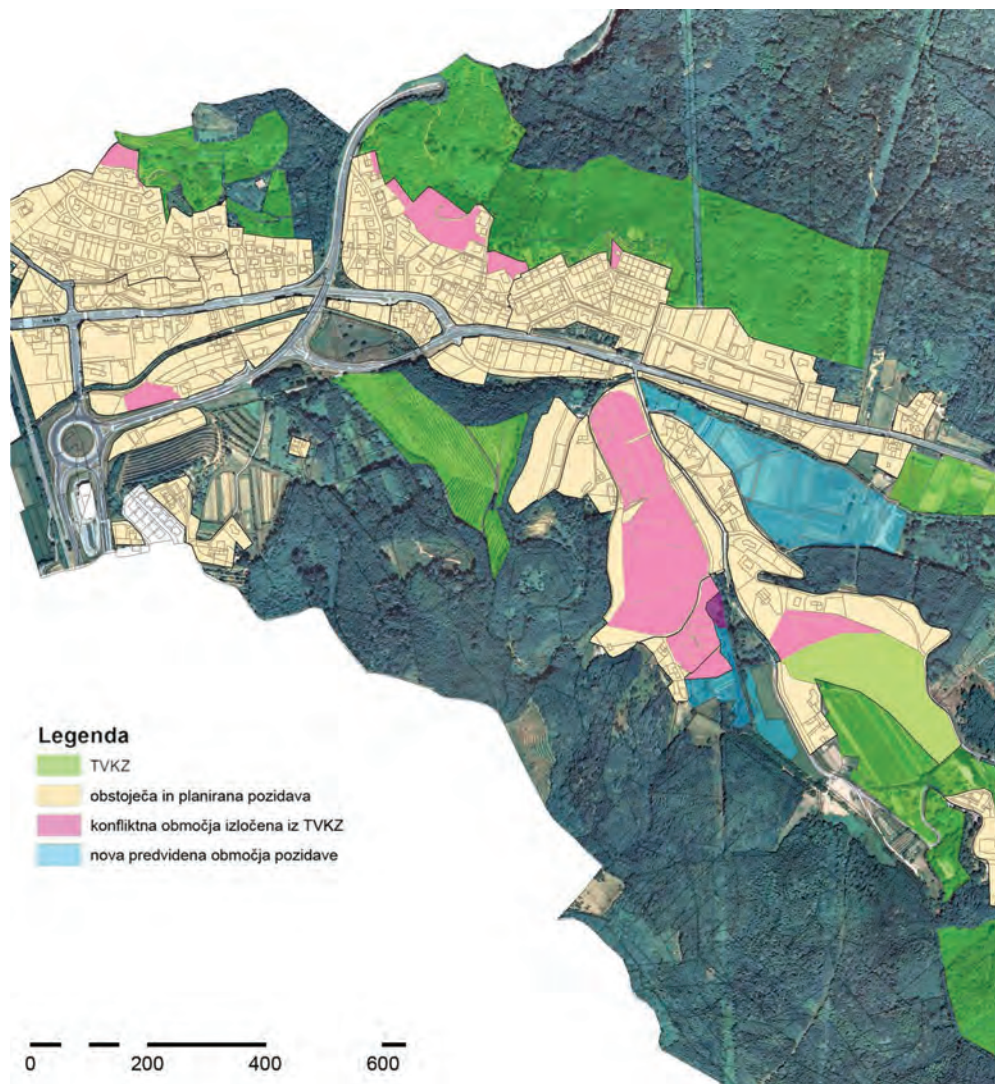 Legenda
TVKZ
obstoječa in planirana pozidava
konfliktna območja izločena iz TVKZ
nova predvidena območja pozidave
0 200 400 600